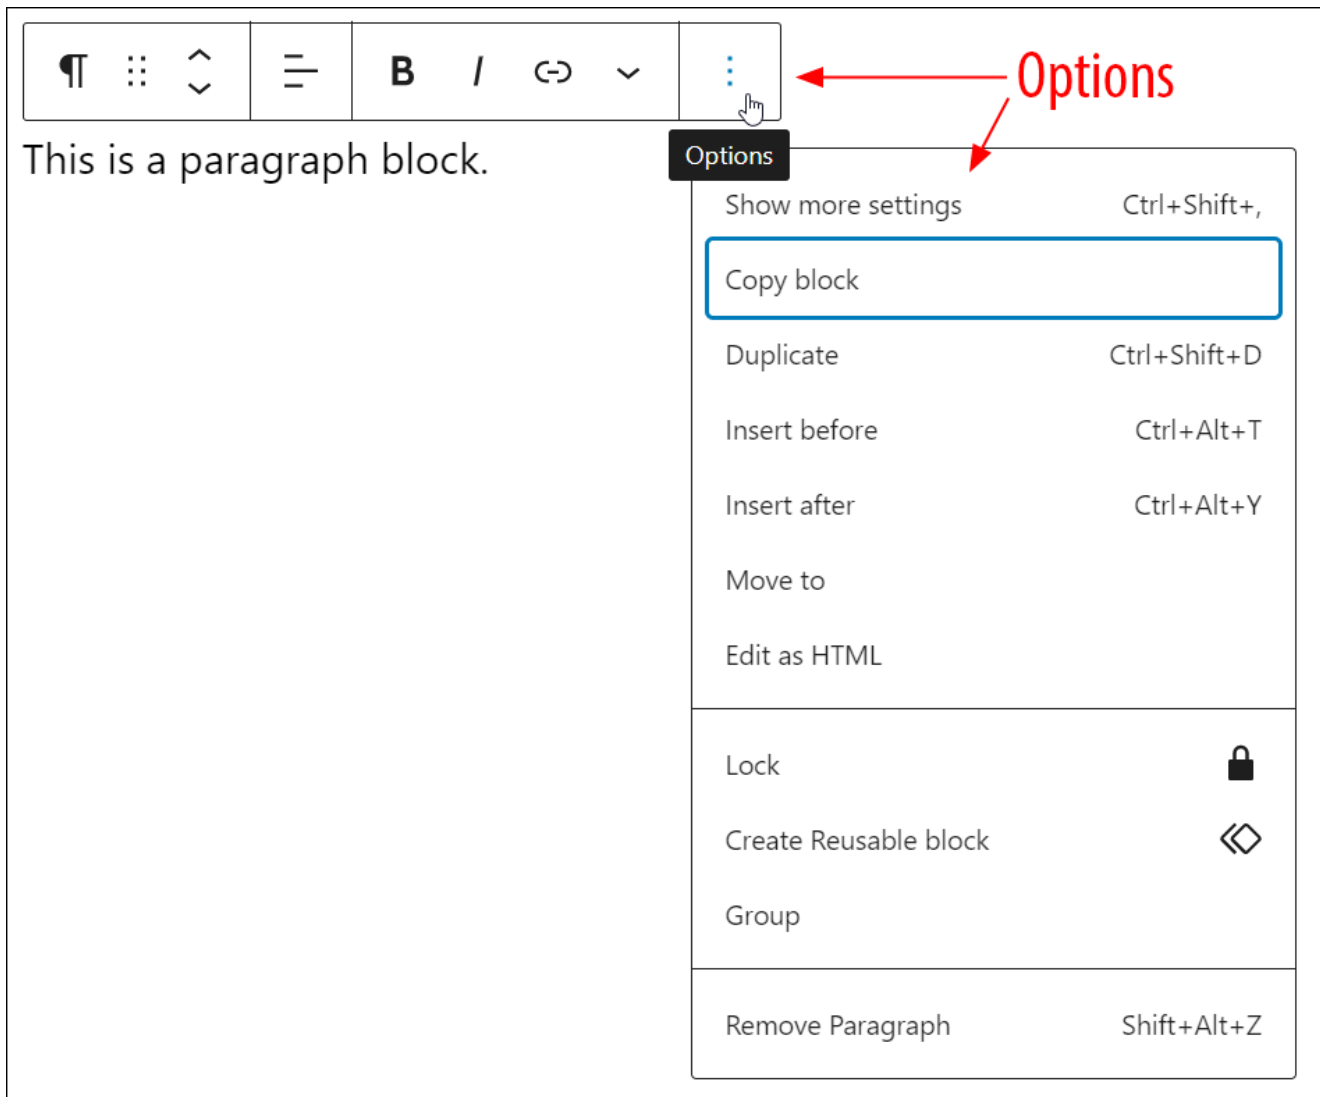 B I
Options
This is a paragraph block.
Options
Show more settings Ctrl+Shift+,
Copy block
Duplicate Ctrl+Shift+D
Insert before Ctrl+Alt+T
Insert after Ctrl+Alt+Y
Move to
Edit as HTML
Lock
Create Reusable block
Group
Remove Paragraph Shift+Alt+Z